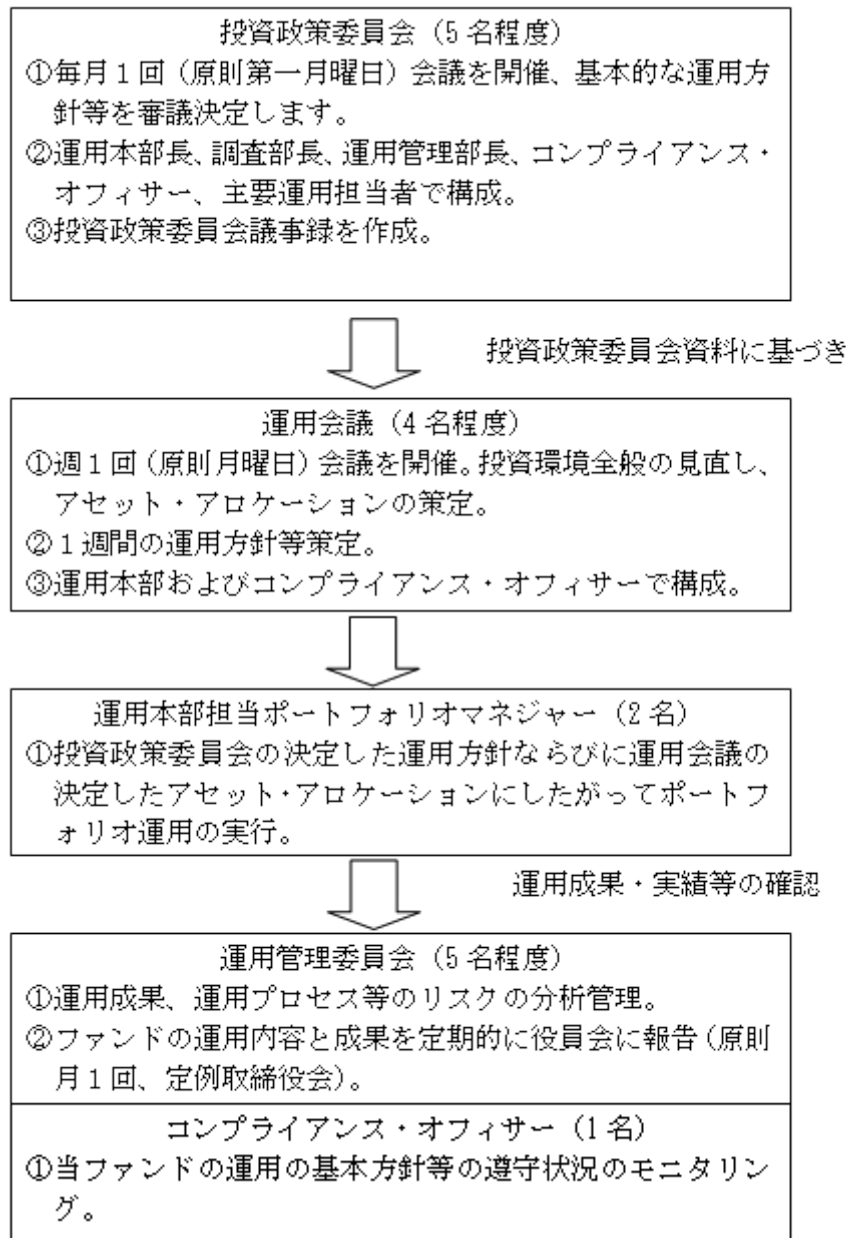 投資政策委員会（5名程度）
①毎月1回（原則第一月曜日）会議を開催、基本的な運用方
針等を審議決定します。
②運用本部長、調査部長、運用管理部長、コンプライアンス・
オフィサー、主要運用担当者で構成。
③投資政策委員会議事録を作成。
投資政策委員会資料に基づき
運用会議（4名程度）
①週1回（原則月曜日）会議を開催。投資環境全般の見直し、
アセット・アロケーションの策定。
②1週間の運用方針等策定。
③運用本部およびコンプライアンス・オフィサーで構成。
運用本部担当ポートフォリオマネジャー（2名）
①投資政策委員会の決定した運用方針ならびに運用会議の
決定したアセット・アロケーションにしたがってポートフ
ォリオ運用の実行。
運用成果・実績等の確認
運用管理委員会（5名程度）
①運用成果、運用プロセス等のリスクの分析管理。
②ファンドの運用内容と成果を定期的に役員会に報告（原則
月1回、定例取締役会）。
コンプライアンス・オフィサー（1名）
①当ファンドの運用の基本方針等の遵守状況のモニタリン
グ。